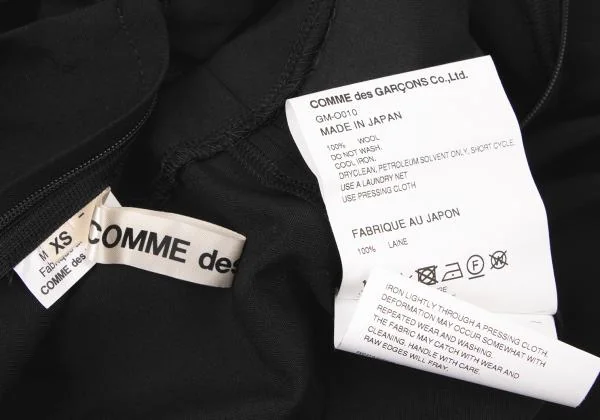 COMME des
XS
M
Fab
COMME des
COMME des GARÇONS Co.,Ltd.
GM-O010
MADE IN JAPAN
100% WOOL
DO NOT WASH.
COOL IRON.
DRYCLEAN, PETROLEUM SOLVENT ONLY, SHORT CYCLE.
USE A LAUNDRY NET
USE PRESSING CLOTH
FABRIQUE AU JAPON
100% LAINE
IRON LIGHTLY THROUGH A PRESSING CLOTH.
DEFORMATION MAY OCCUR SOMEWHAT WITH
REPEATED WEAR AND WASHING.
THE FABRIC MAY CATCH WITH WEAR AND
CLEANING. HANDLE WITH CARE.
RAW EDGES WILL FRAY.